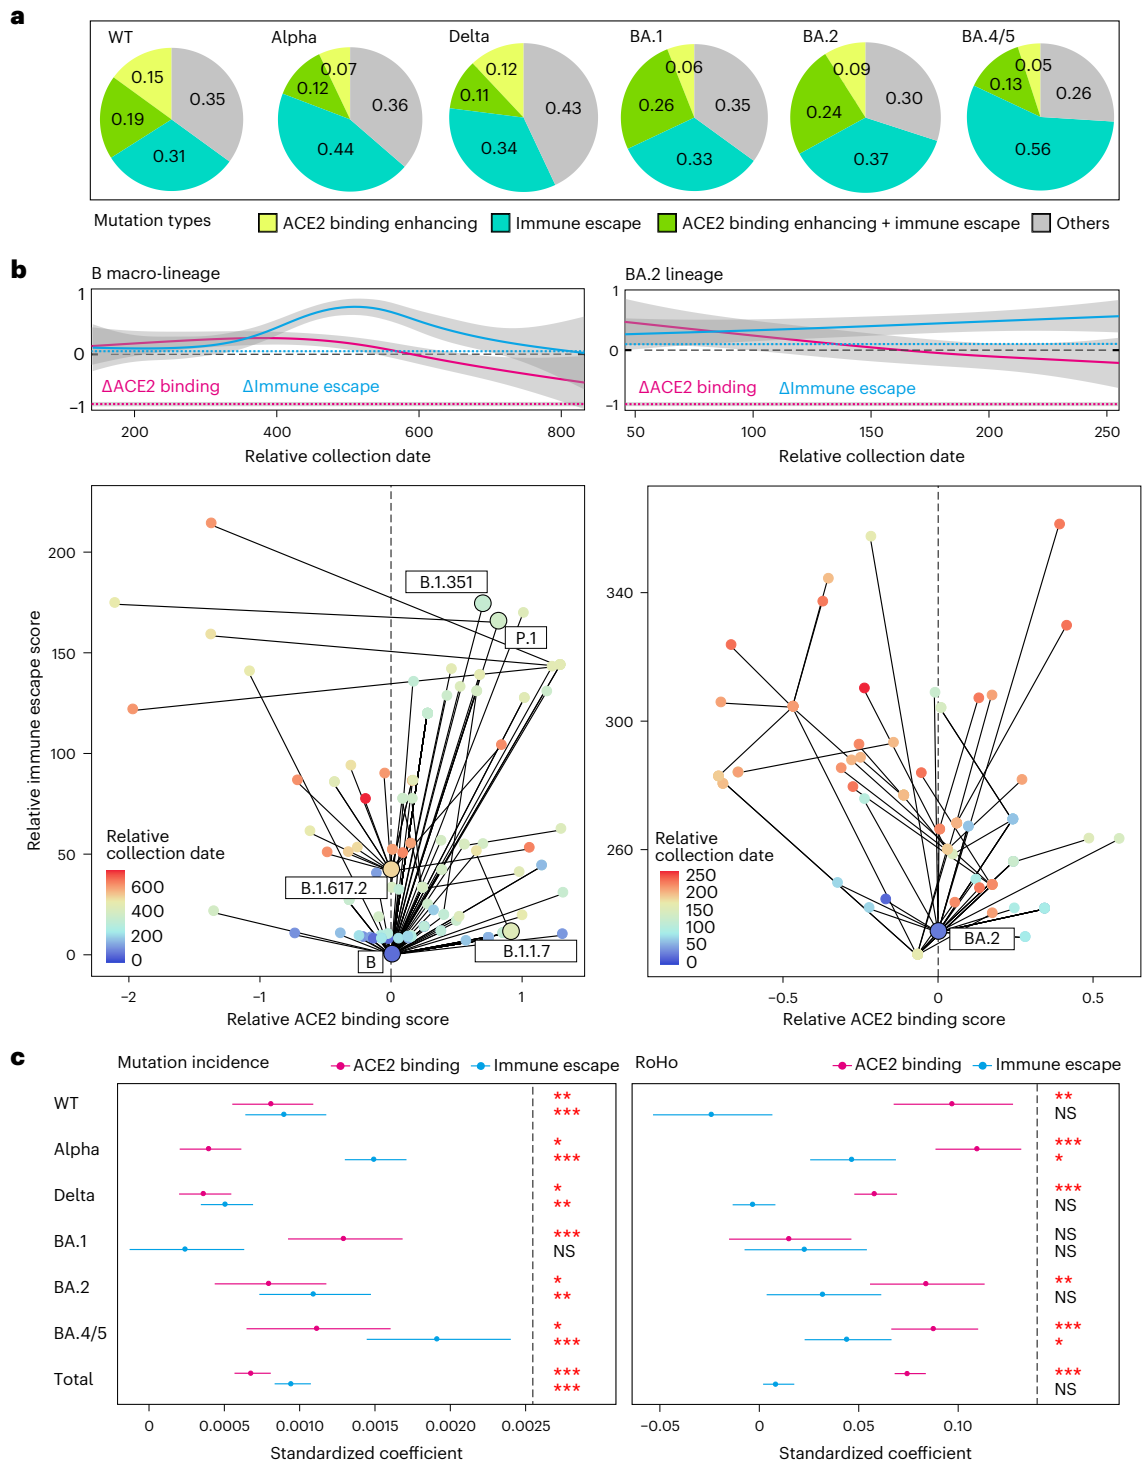 a
WT
Alpha
Delta
BA.1
BA.2
BA.4/5
0.15
0.35
0.19
0.31
0.07
0.12
0.36
0.44
0.12
0.11
0.43
0.34
0.06
0.26
0.35
0.33
0.09
0.24
0.30
0.37
0.05
0.13
0.26
0.56
Mutation types
ACE2 binding enhancing
Immune escape
ACE2 binding enhancing + immune escape
Others
b
B macro-lineage
1
0
−1
ΔACE2 binding
ΔImmune escape
200 400 600 800
Relative collection date
BA.2 lineage
1
0
−1
ΔACE2 binding
ΔImmune escape
50 100 150 200 250
Relative collection date
Relative immune escape score
200
150
100
50
0
B.1.351
P.1
B.1.617.2
B
B.1.1.7
Relative
collection date
600
400
200
0
−2 −1 0 1
Relative ACE2 binding score
340
300
260
BA.2
Relative
collection date
250
200
150
100
50
0
−0.5 0 0.5
Relative ACE2 binding score
c
Mutation incidence
ACE2 binding
Immune escape
WT
**
***
Alpha
*
***
Delta
*
**
BA.1
***
NS
BA.2
*
**
BA.4/5
*
***
Total
***
***
0 0.0005 0.0010 0.0015 0.0020 0.0025
Standardized coefficient
RoHo
ACE2 binding
Immune escape
**
NS
***
*
***
NS
NS
NS
**
NS
***
*
***
NS
−0.05 0 0.05 0.10
Standardized coefficient